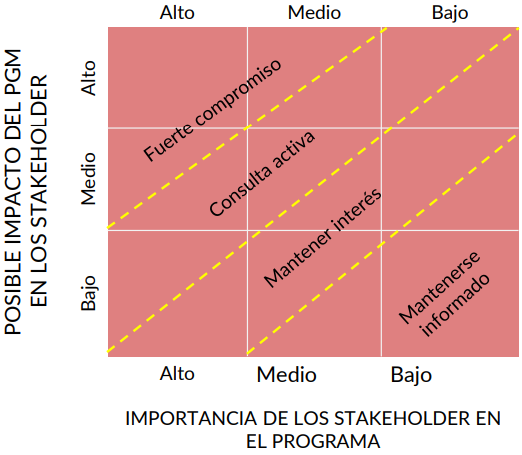 Alto
Medio
Bajo
POSIBLE IMPACTO DEL PGM
EN LOS STAKEHOLDER
Alto
Medio
Bajo
Fuerte compromiso
Consulta activa
Mantener interés
Mantenerse
informado
Alto
Medio
Bajo
IMPORTANCIA DE LOS STAKEHOLDER EN
EL PROGRAMA